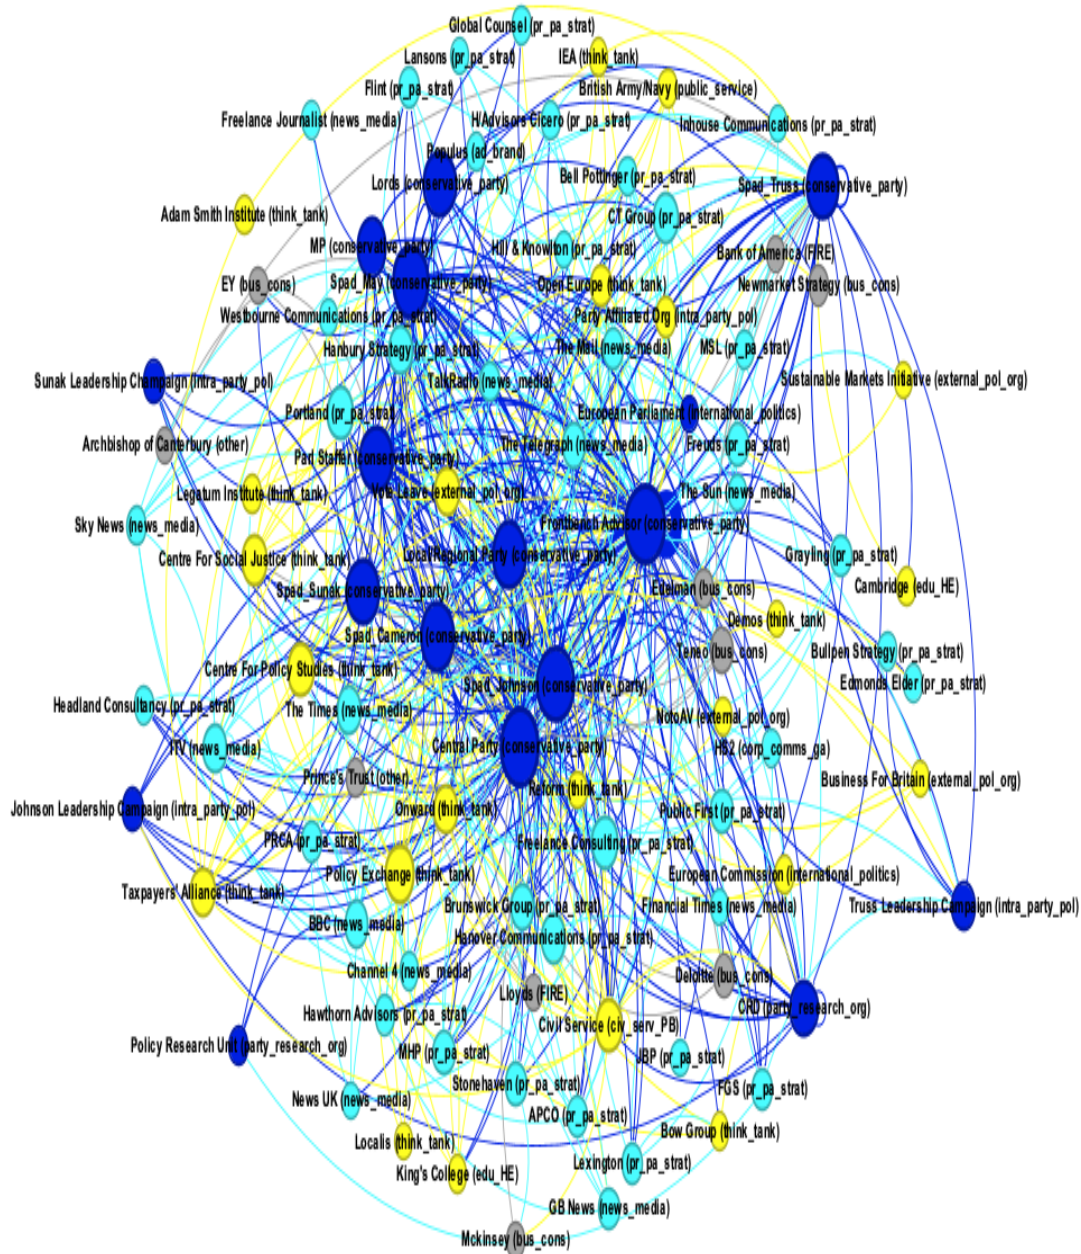 Global Counsel (pr_pa_strat)
Lansons (pr_pa_strat)
IEA (think_tank)
Flint (pr_pa_strat)
British Army/Navy (public_service)
Freelance Journalist (news_media)
H/Advisors Cicero (pr_pa_strat)
Inhouse Communications (pr_pa_strat)
Populus (ad_brand)
Lords (conservative_party)
Bell Pottinger (pr_pa_strat)
Spad_Truss (conservative_party)
Adam Smith Institute (think_tank)
CT Group (pr_pa_strat)
MP (conservative_party)
Hill & Knowlton (pr_pa_strat)
Bank of America (FIRE)
EY (bus_cons)
Spad_May (conservative_party)
Open Europe (think_tank)
Newmarket Strategy (bus_cons)
Westbourne Communications (pr_pa_strat)
Party Affiliated Org (intra_party_pol)
Hanbury Strategy (pr_pa_strat)
The Mail (news_media)
MSL (pr_pa_strat)
Sunak Leadership Champaign (intra_party_pol)
TalkRadio (news_media)
Sustainable Markets Initiative (external_pol_org)
Portland (pr_pa_strat)
European Parliament (international_politics)
Archbishop of Canterbury (other)
Parl Staffer (conservative_party)
The Telegraph (news_media)
Freuds (pr_pa_strat)
Legatum Institute (think_tank)
Vote Leave (external_pol_org)
The Sun (news_media)
Sky News (news_media)
Frontbench Advisor (conservative_party)
Centre For Social Justice (think_tank)
Local/Regional Party (conservative_party)
Grayling (pr_pa_strat)
Spad_Sunak (conservative_party)
Edelman (bus_cons)
Cambridge (edu_HE)
Demos (think_tank)
Spad_Cameron (conservative_party)
Teneo (bus_cons)
Bullpen Strategy (pr_pa_strat)
Centre For Policy Studies (think_tank)
Spad_Johnson (conservative_party)
Edmonds Elder (pr_pa_strat)
Headland Consultancy (pr_pa_strat)
The Times (news_media)
NotoAV (external_pol_org)
ITV (news_media)
Central Party (conservative_party)
HS2 (corp_comms_ga)
Prince's Trust (other)
Reform (think_tank)
Business For Britain (external_pol_org)
Johnson Leadership Campaign (intra_party_pol)
Onward (think_tank)
Public First (pr_pa_strat)
PRCA (pr_pa_strat)
Freelance Consulting (pr_pa_strat)
Policy Exchange (think_tank)
European Commission (international_politics)
Taxpayers' Alliance (think_tank)
Brunswick Group (pr_pa_strat)
Financial Times (news_media)
Truss Leadership Campaign (intra_party_pol)
BBC (news_media)
Hanover Communications (pr_pa_strat)
Channel 4 (news_media)
Deloitte (bus_cons)
Lloyds (FIRE)
CRD (party_research_org)
Hawthorn Advisors (pr_pa_strat)
Civil Service (civ_serv_PB)
Policy Research Unit (party_research_org)
MHP (pr_pa_strat)
JBP (pr_pa_strat)
Stonehaven (pr_pa_strat)
FGS (pr_pa_strat)
News UK (news_media)
APCO (pr_pa_strat)
Bow Group (think_tank)
Localis (think_tank)
Lexington (pr_pa_strat)
King's College (edu_HE)
GB News (news_media)
Mckinsey (bus_cons)